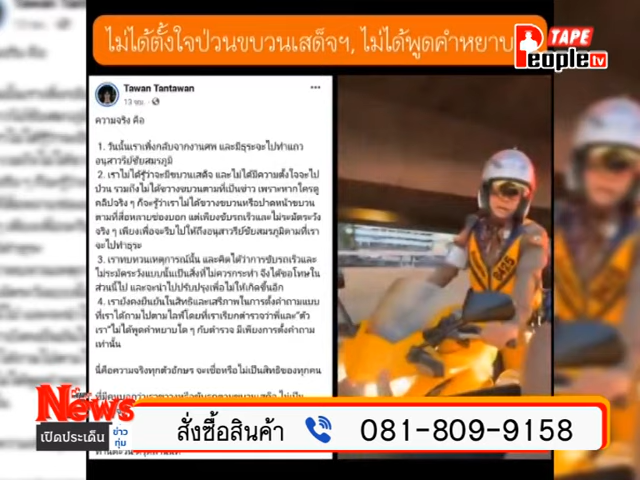 ไม่ได้ตั้งใจป่วนขบวนเสด็จฯ, ไม่ได้พูดคำหยาบ
TAPE
People tv
Tawan Tantawan
13 ชม. ·
ความจริง คือ
1. วันนั้นเราเพิ่งกลับจากงานศพ และมีธุระจะไปทำแถว
อนุสาวรีย์ชัยสมรภูมิ
2. เราไม่ได้รู้ว่าจะมีขบวนเสด็จ และไม่ได้มีความตั้งใจจะไป
ป่วน รวมถึงไม่ได้ขวางขบวนตามที่เป็นข่าว เพราะหากใครดู
คลิปจริง ๆ ก็จะรู้ว่าเราไม่ได้ขวางขบวนหรือปาดหน้าขบวน
ตามที่สื่อหลายช่องบอก แต่เพียงขับรถเร็วและไม่ระมัดระวัง
จริง ๆ เพียงเพื่อจะรีบไปให้ถึงอนุสาวรีย์ชัยสมรภูมิตามที่เรา
จะไปทำธุระ
3. เราทบทวนเหตุการณ์นั้น และคิดได้ว่าการขับรถเร็วและ
ไม่ระมัดระวังแบบนั้นเป็นสิ่งที่ไม่ควรกระทำ จึงได้ขอโทษใน
ส่วนนี้ไป และจะนำไปปรับปรุงเพื่อไม่ให้เกิดขึ้นอีก
4. เรายังคงยืนยันในสิทธิและเสรีภาพในการตั้งคำถามแบบ
ที่เราได้ถามไปตามไลฟ์โดยที่เราเรียกตำรวจว่าพี่และ"ตัว
เรา"ไม่ได้พูดคำหยาบใด ๆ กับตำรวจ มีเพียงการตั้งคำถาม
เท่านั้น
นี่คือความจริงทุกตัวอักษร จะเชื่อหรือไม่เป็นสิทธิของทุกคน
9425
News
เปิดประเด็น
ข่าว
ทุ่ม
สั่งซื้อสินค้า 081-809-9158